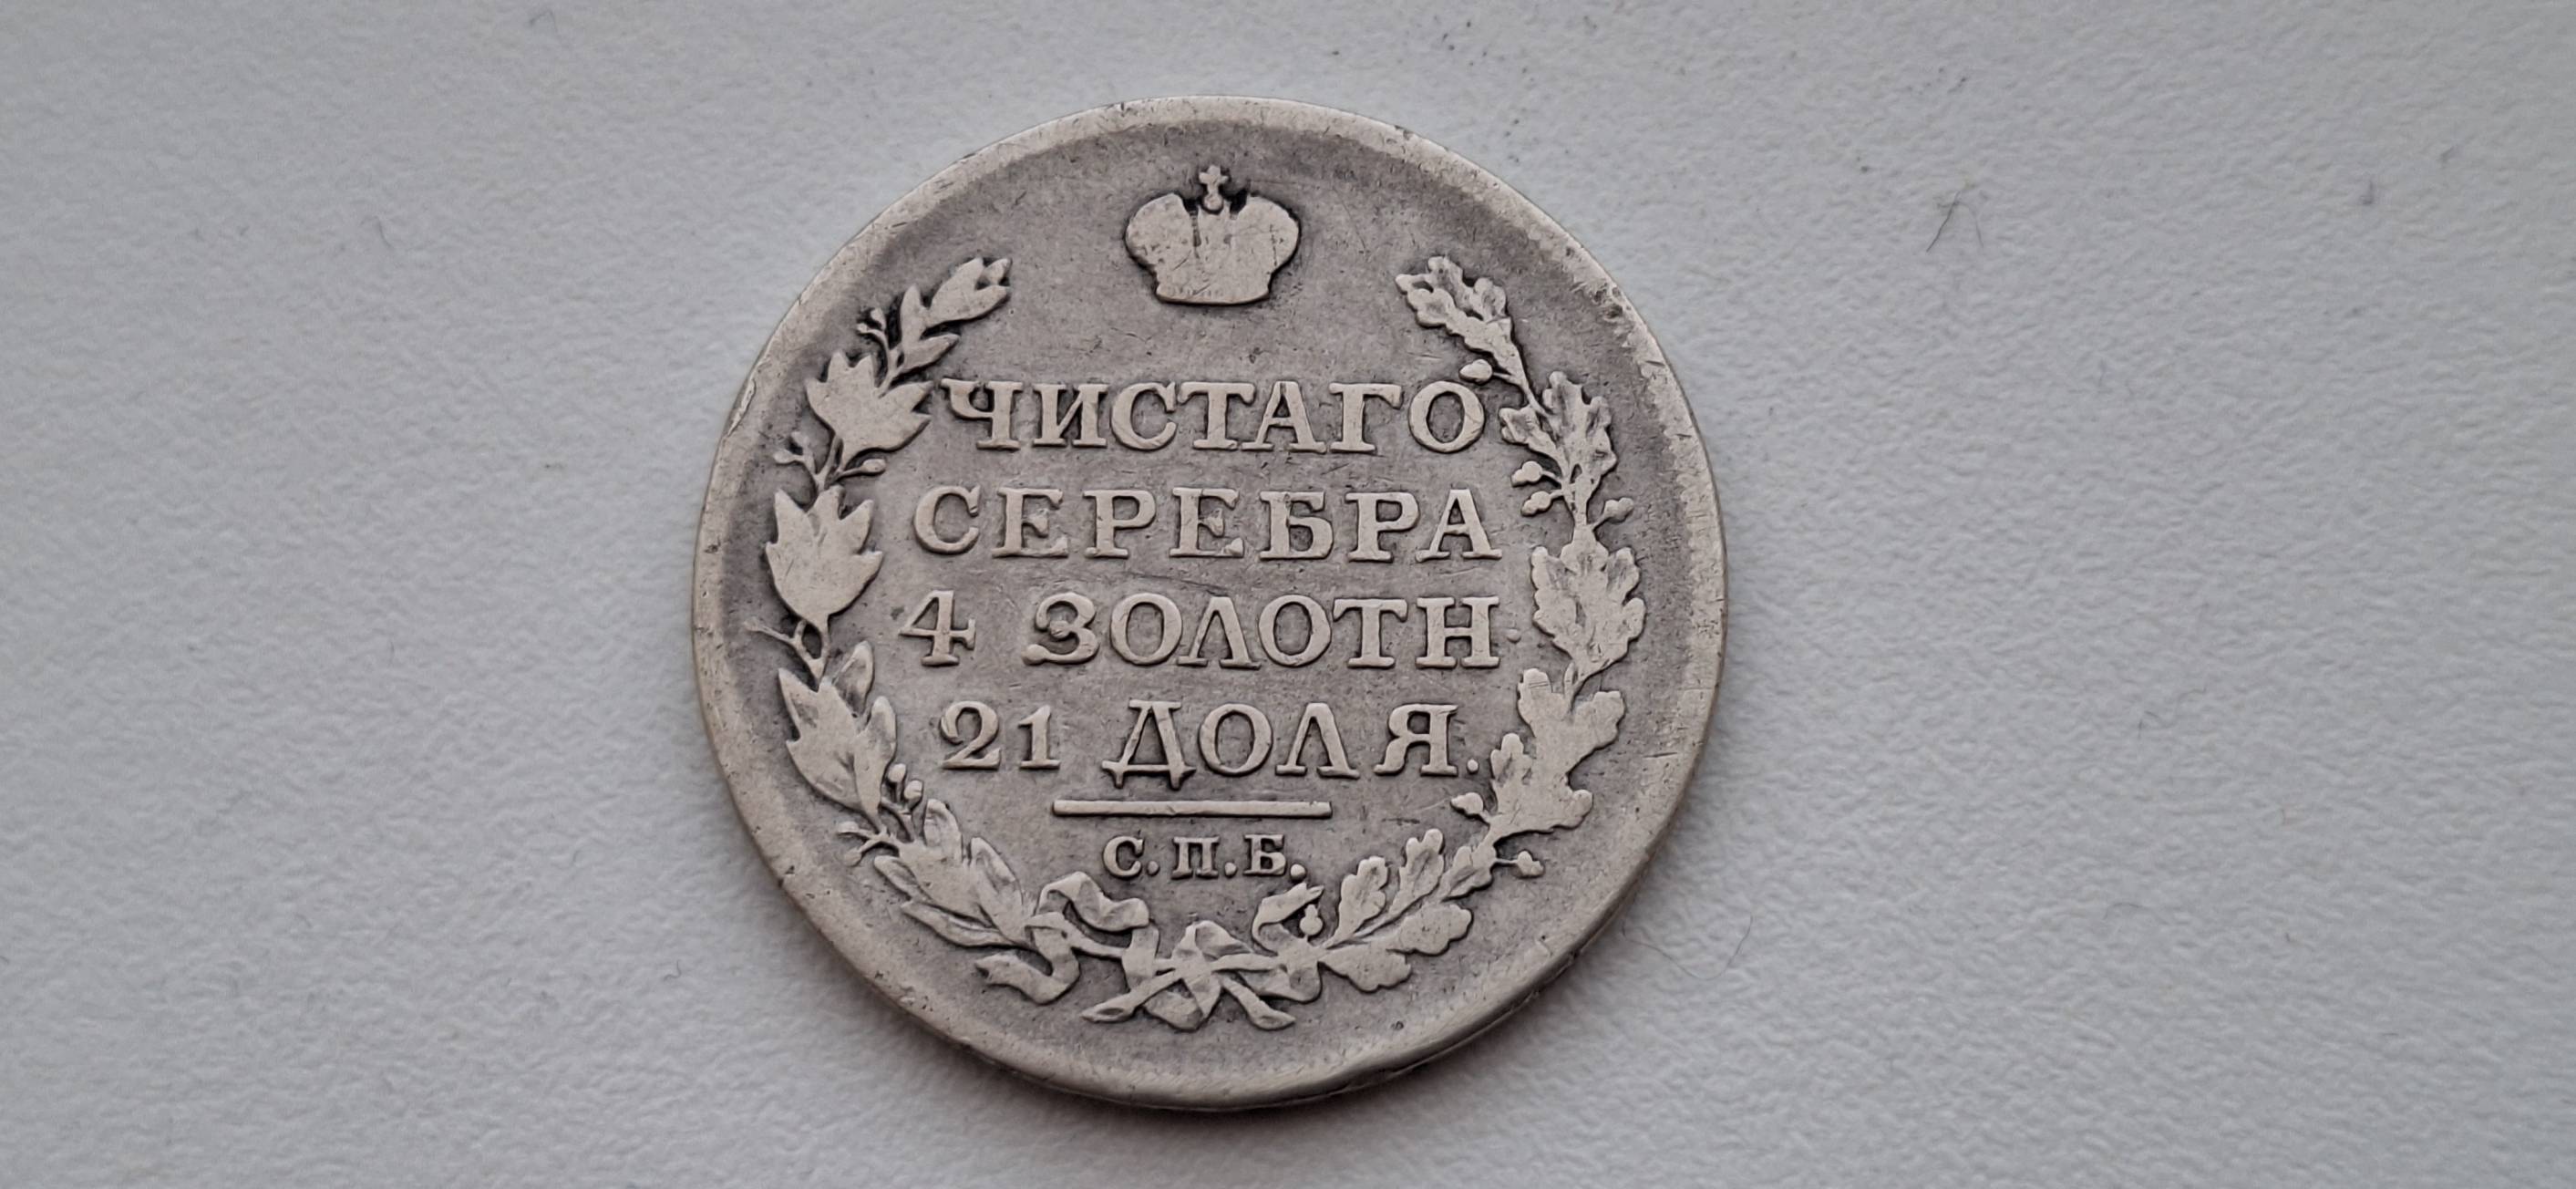 ЧИСТАГО
СЕРЕБРА
4 ЗОЛОТН
21 ДОЛЯ.
С.П.Б.